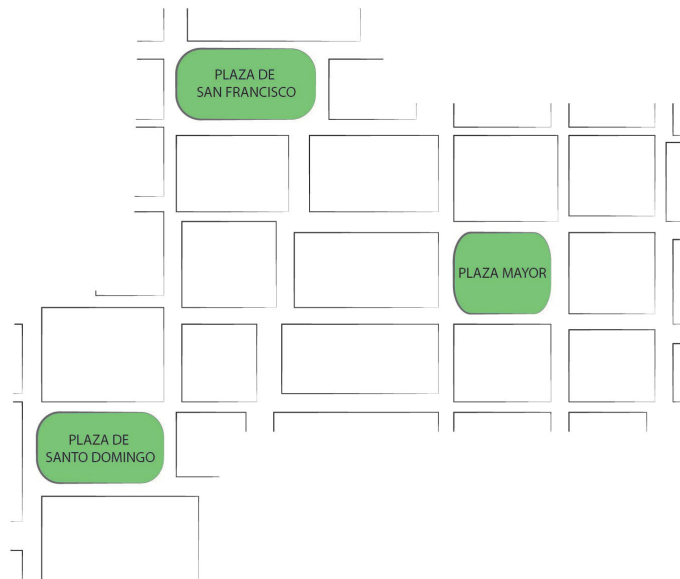 PLAZA DE
SAN FRANCISCO
PLAZA MAYOR
PLAZA DE
SANTO DOMINGO